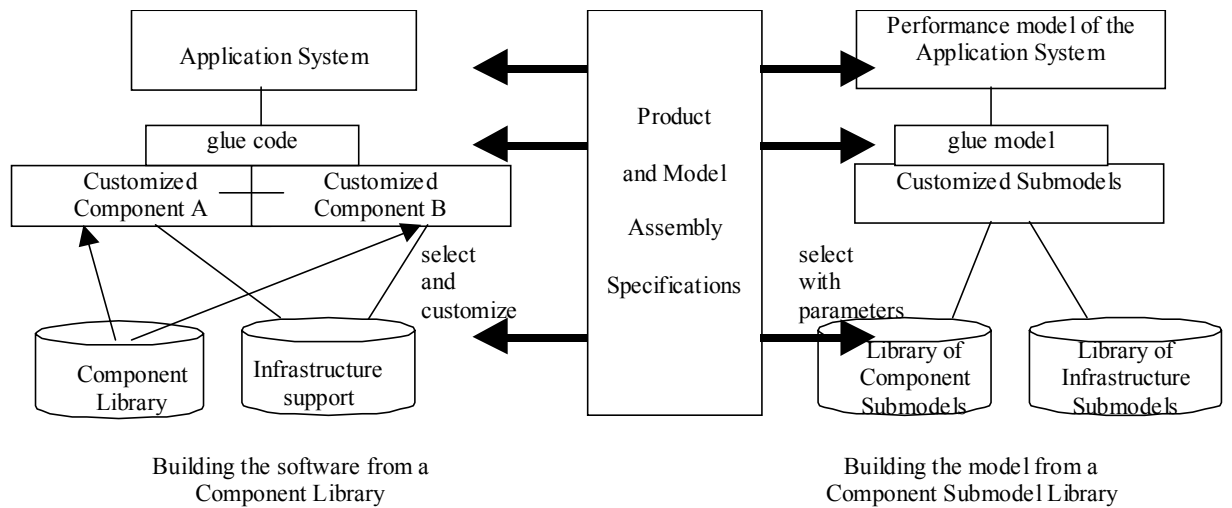 Application System
glue code
Customized
Component A
Customized
Component B
select
and
customize
Component
Library
Infrastructure
support
Building the software from a
Component Library
Product
and Model
Assembly
Specifications
Performance model of the
Application System
glue model
Customized Submodels
select
with
parameters
Library of
Component
Submodels
Library of
Infrastructure
Submodels
Building the model from a
Component Submodel Library